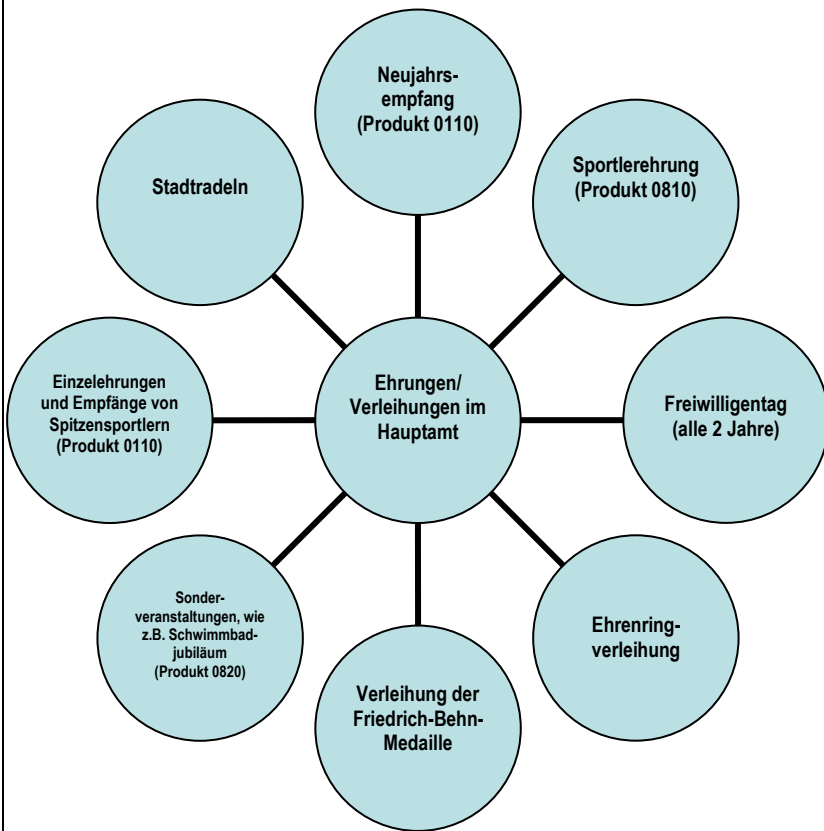 Neujahrs-
empfang
(Produkt 0110)
Sportlerehrung
(Produkt 0810)
Stadtradeln
Einzelehrungen
und Empfänge von
Spitzensportlern
(Produkt 0110)
Ehrungen/
Verleihungen im
Hauptamt
Freiwilligentag
(alle 2 Jahre)
Sonder-
veranstaltungen, wie
z.B. Schwimmbad-
jubiläum
(Produkt 0820)
Ehrenring-
verleihung
Verleihung der
Friedrich-Behn-
Medaille